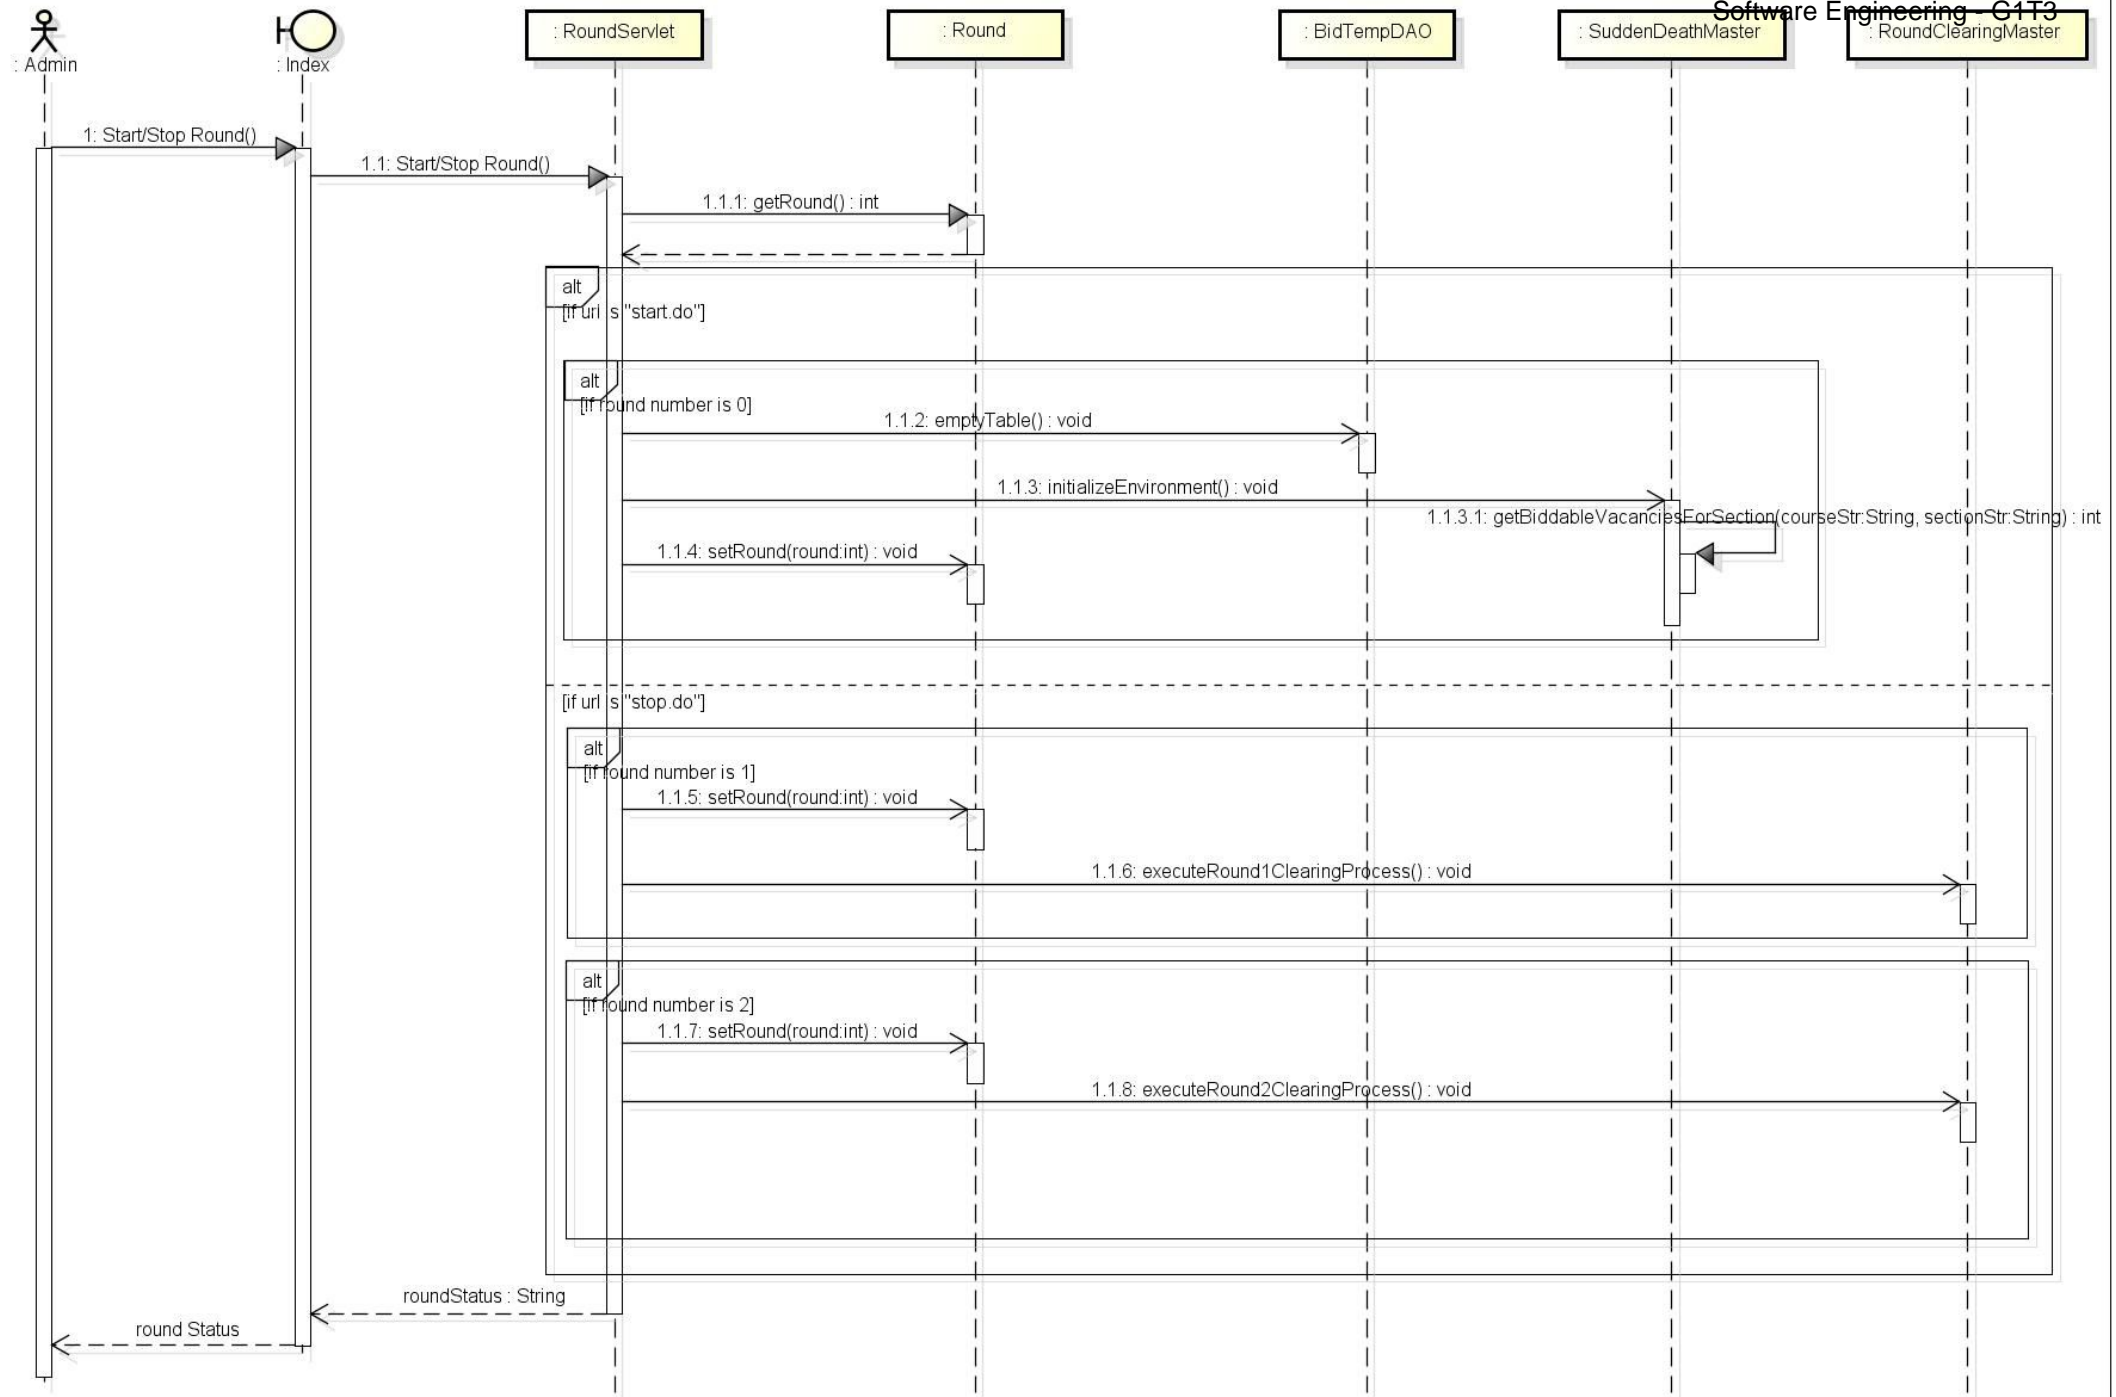 Software Engineering - G1T3
: Admin
: Index
: RoundServlet
: Round
: BidTempDAO
: SuddenDeathMaster
: RoundClearingMaster
1: Start/Stop Round()
1.1: Start/Stop Round()
1.1.1: getRound() : int
alt
[if url is "start.do"]
alt
[if round number is 0]
1.1.2: emptyTable() : void
1.1.3: initializeEnvironment() : void
1.1.3.1: getBiddableVacanciesForSection(courseStr:String, sectionStr:String) : int
1.1.4: setRound(round:int) : void
[if url is "stop.do"]
alt
[if round number is 1]
1.1.5: setRound(round:int) : void
1.1.6: executeRound1ClearingProcess() : void
alt
[if round number is 2]
1.1.7: setRound(round:int) : void
1.1.8: executeRound2ClearingProcess() : void
roundStatus : String
round Status